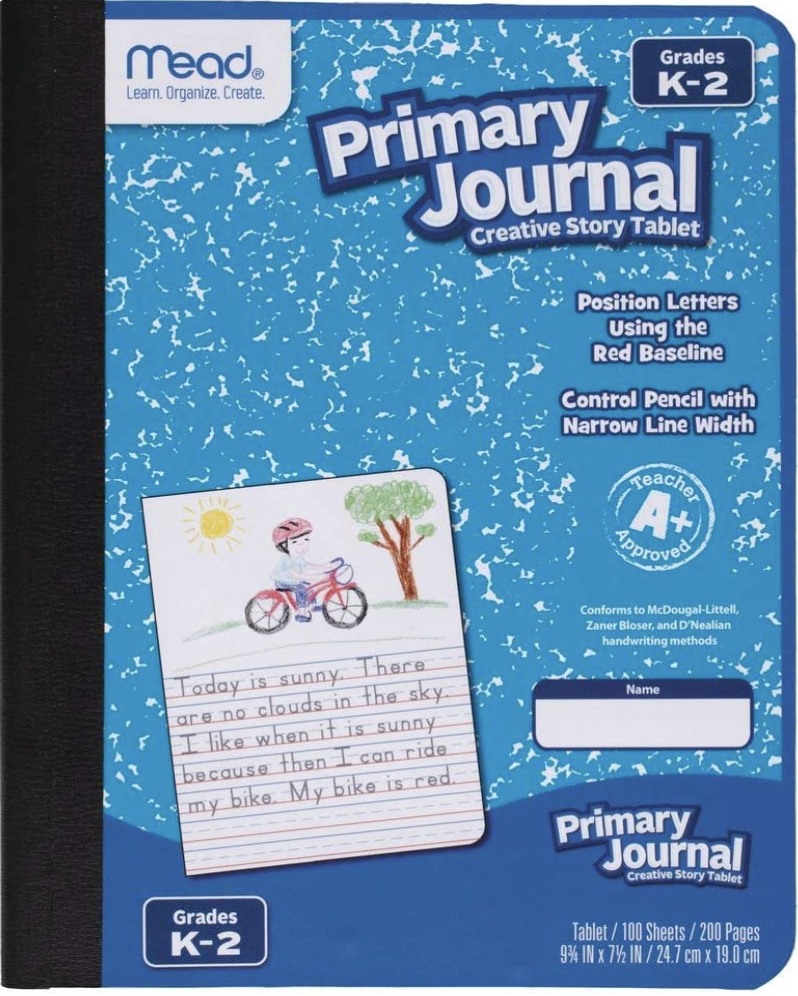 Mead®
Learn. Organize. Create.
Grades
K-2
Primary
Journal
Creative Story Tablet
Position Letters
Using the
Red Baseline
Control Pencil with
Narrow Line Width
Teacher
A+
Approved
Conforms to McDougal-Littell,
Zaner Bloser, and D'Nealian
handwriting methods
Name
Today is sunny. There
are no clouds in the sky.
I like when it is sunny
because then I can ride
my bike. My bike is red.
Primary
Journal
Creative Story Tablet
Grades
K-2
Tablet / 100 Sheets / 200 Pages
9¾ IN x 7½ IN / 24.7 cm x 19.0 cm